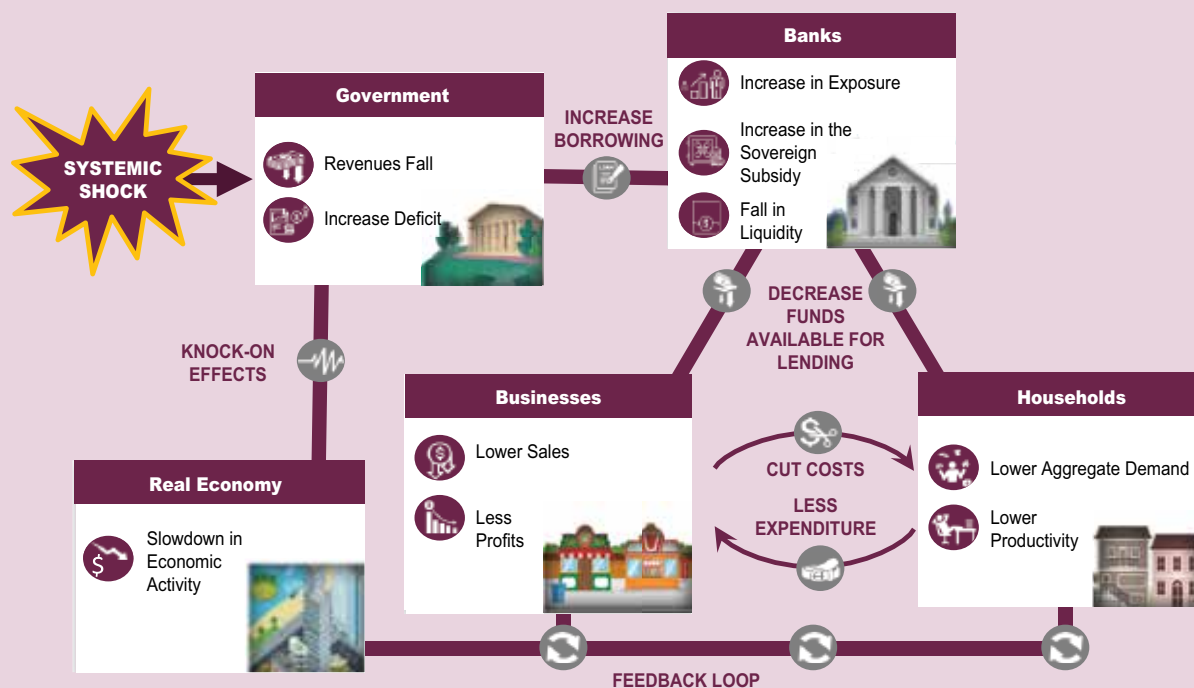 SYSTEMIC
SHOCK
Government
Revenues Fall
Increase Deficit
INCREASE
BORROWING
Banks
Increase in Exposure
Increase in the
Sovereign
Subsidy
Fall in
Liquidity
DECREASE
FUNDS
AVAILABLE FOR
LENDING
KNOCK-ON
EFFECTS
Businesses
Lower Sales
Less
Profits
CUT COSTS
LESS
EXPENDITURE
Households
Lower Aggregate Demand
Lower
Productivity
Real Economy
Slowdown in
Economic
Activity
FEEDBACK LOOP